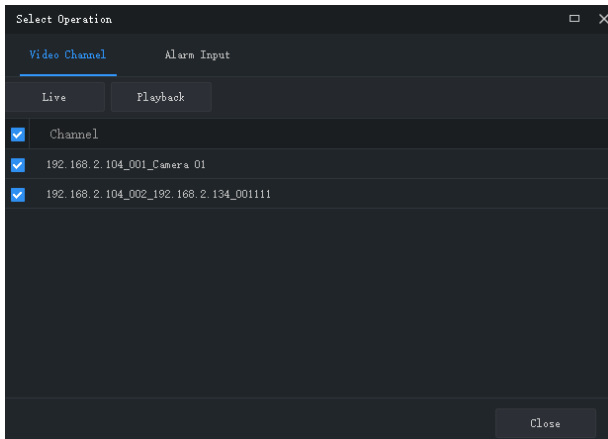 Select Operation
Video Channel Alarm Input
Live Playback
Channel
192.168.2.104_001_Camera 01
192.168.2.104_002_192.168.2.134_001111
Close